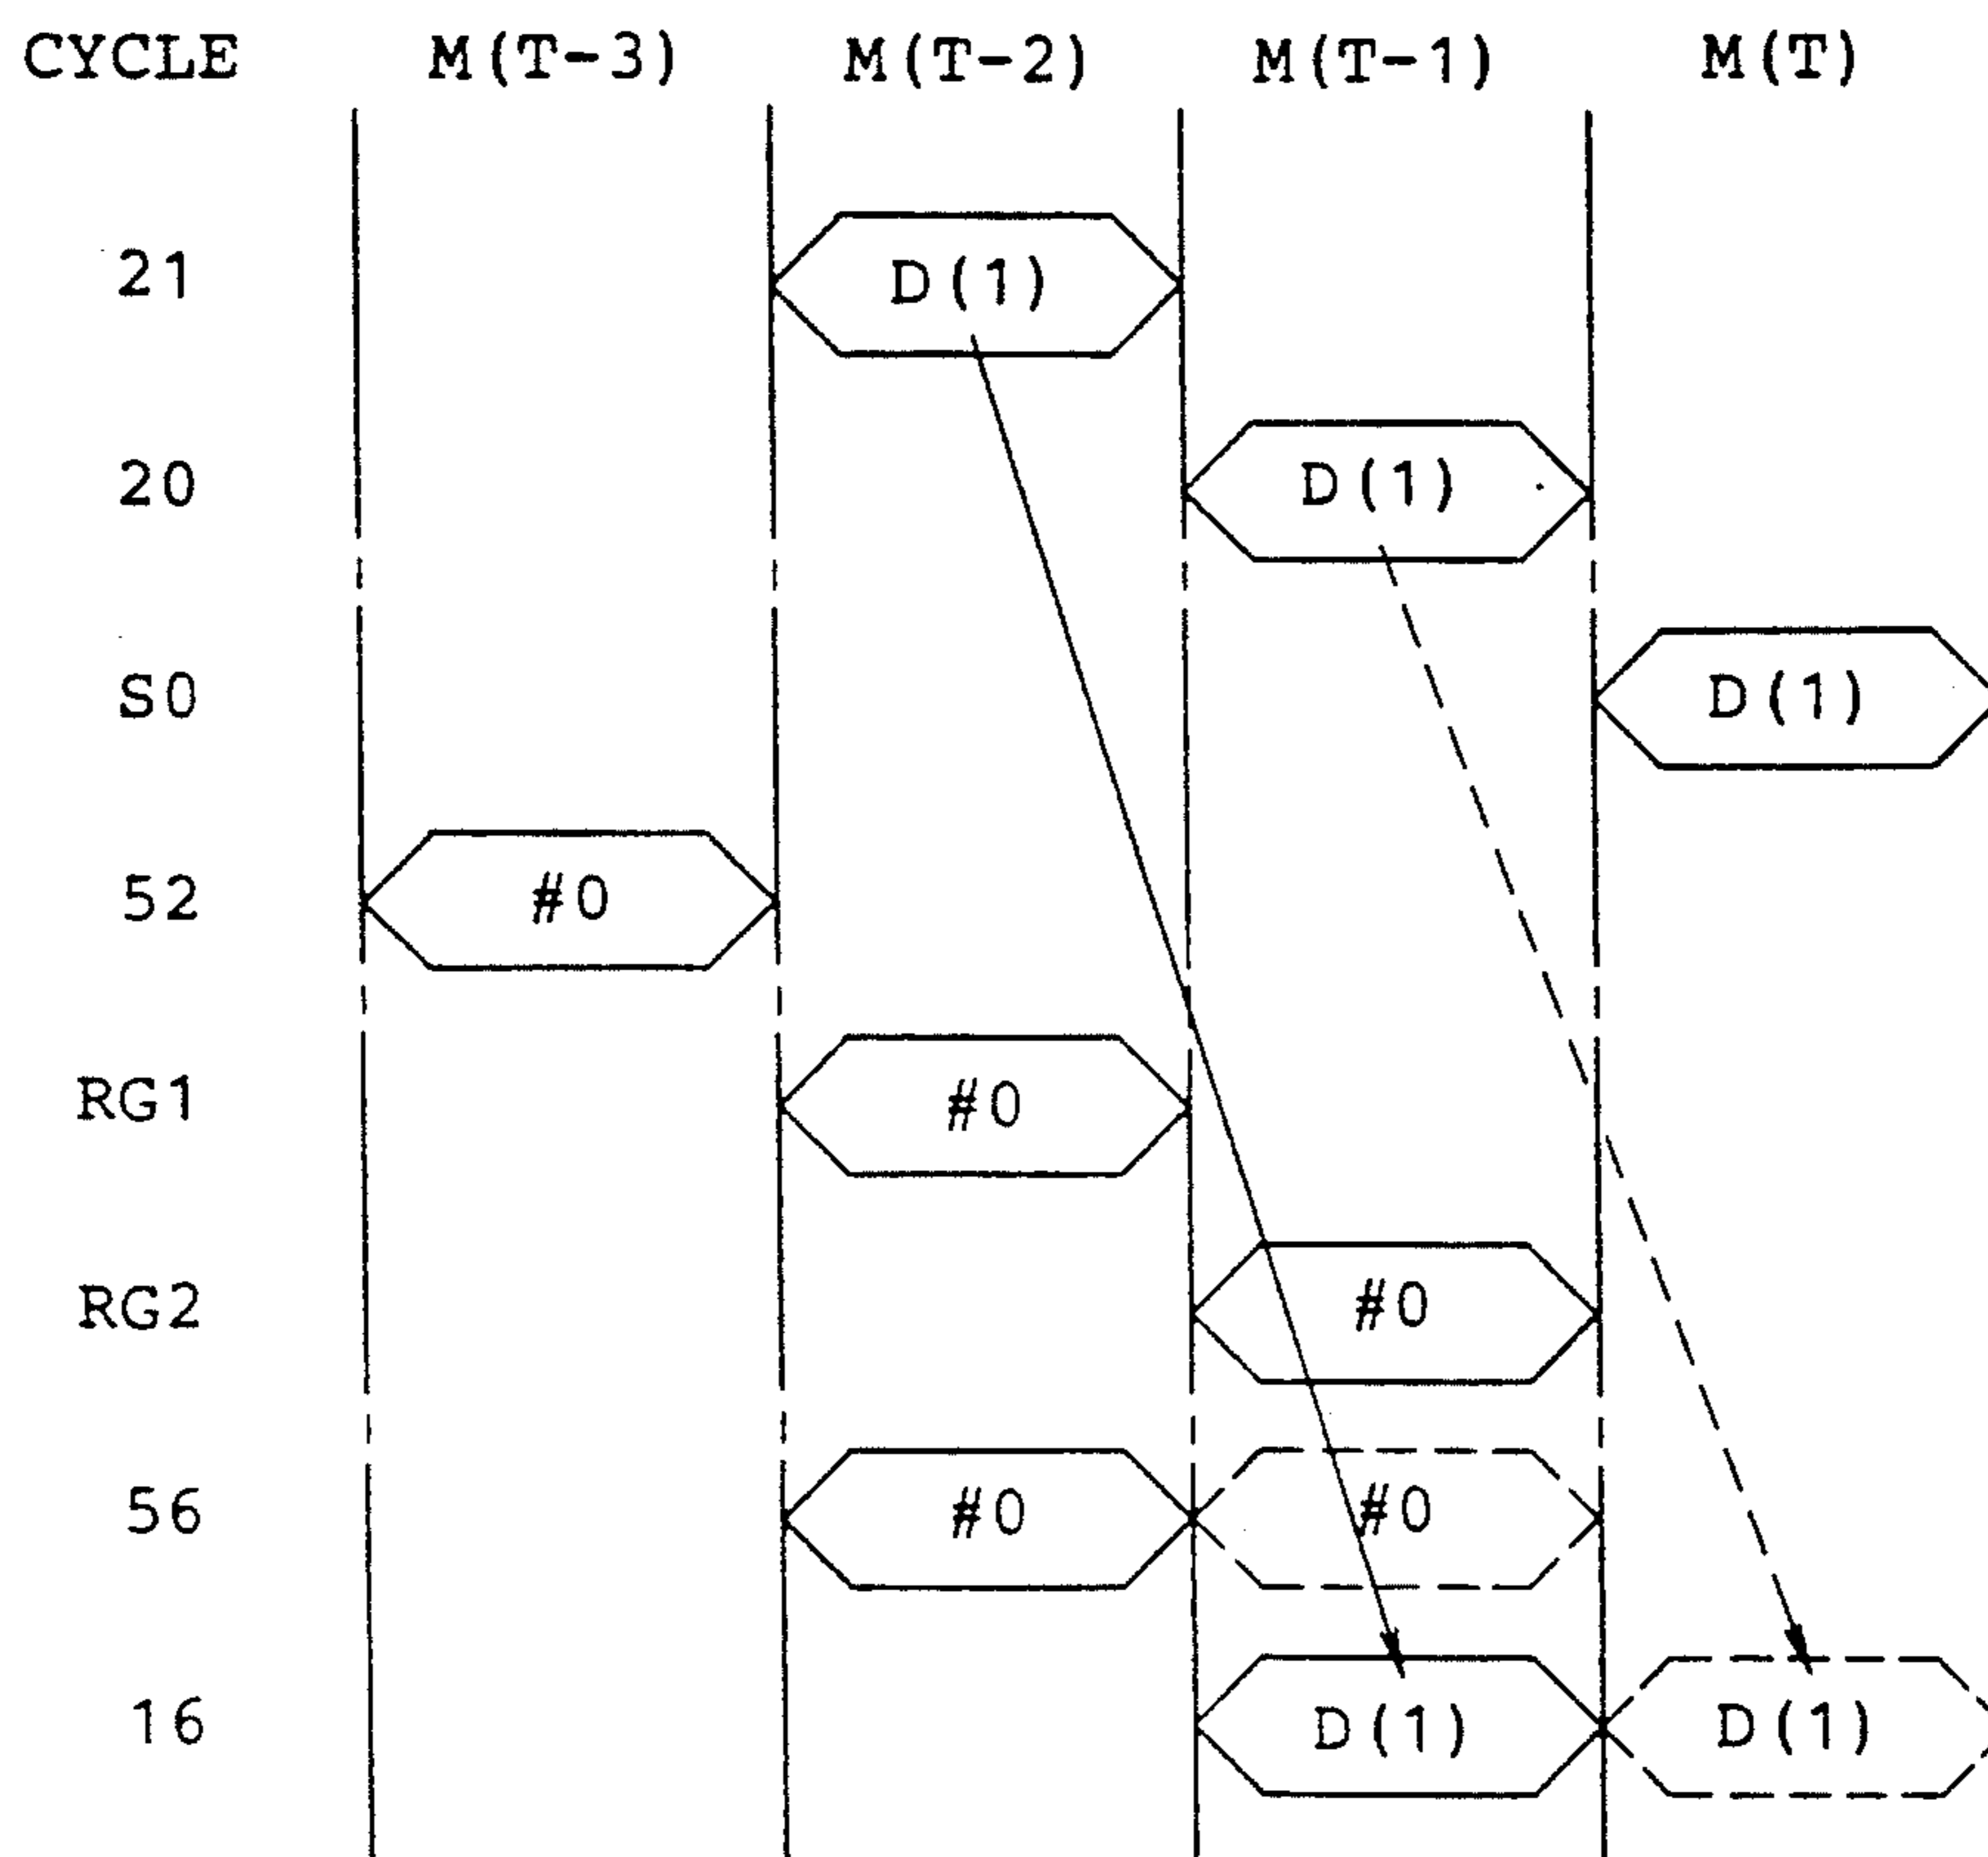 CYCLE M(T-3) M(T-2) M(T-1) M(T)
21 D(1)
20 D(1)
S0 D(1)
52 #0
RG1 #0
RG2 #0
56 #0 #0
16 D(1) D(1)